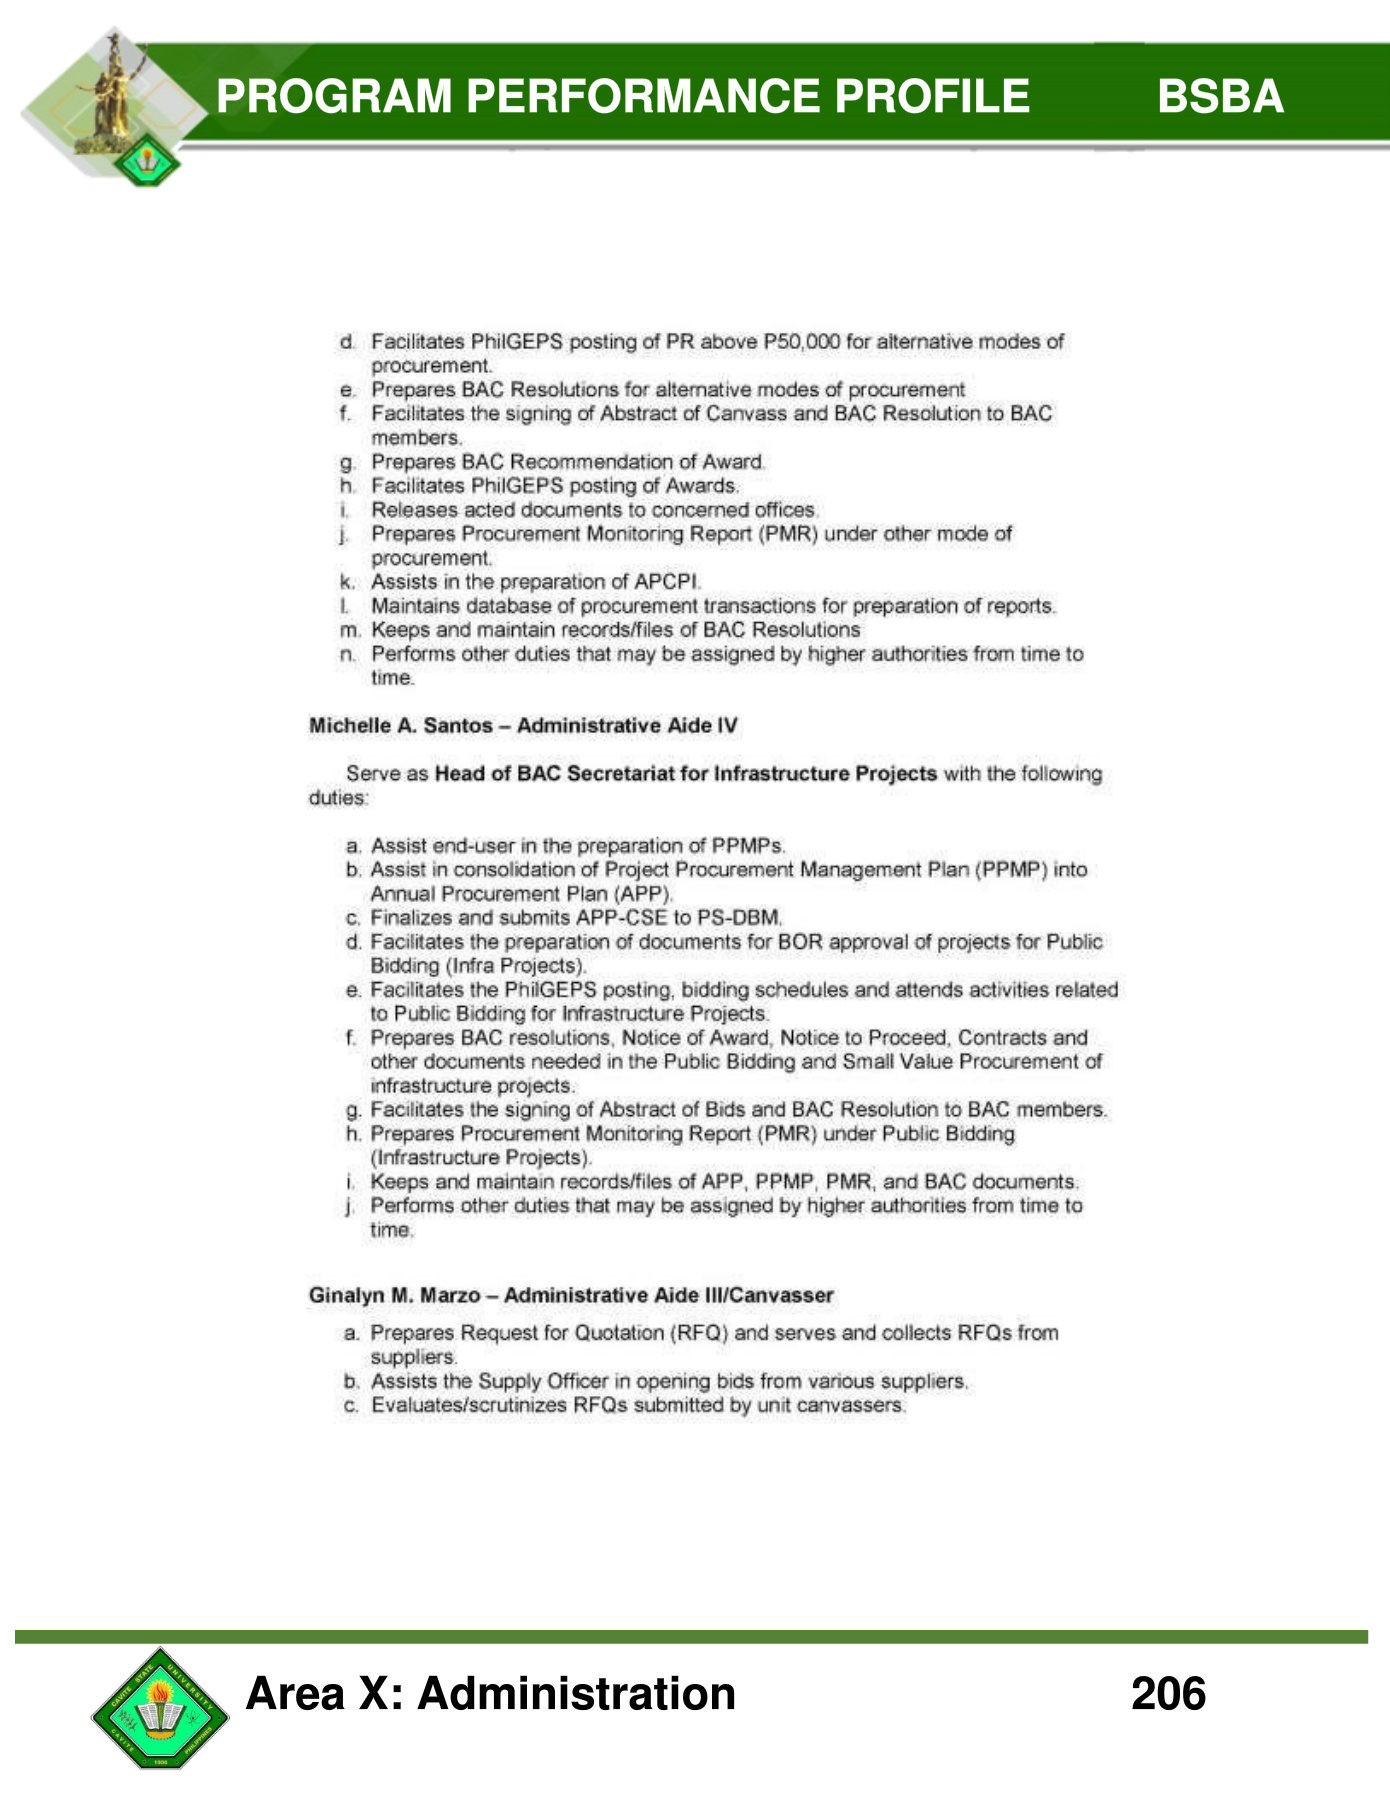 PROGRAM PERFORMANCE PROFILE BSBA
d. Facilitates PhilGEPS posting of PR above P50,000 for alternative modes of
procurement.
e. Prepares BAC Resolutions for alternative modes of procurement
f. Facilitates the signing of Abstract of Canvass and BAC Resolution to BAC
members.
g. Prepares BAC Recommendation of Award.
h. Facilitates PhilGEPS posting of Awards.
i. Releases acted documents to concerned offices.
j. Prepares Procurement Monitoring Report (PMR) under other mode of
procurement.
k. Assists in the preparation of APCPI.
l. Maintains database of procurement transactions for preparation of reports.
m. Keeps and maintain records/files of BAC Resolutions
n. Performs other duties that may be assigned by higher authorities from time to
time.
Michelle A. Santos – Administrative Aide IV
Serve as Head of BAC Secretariat for Infrastructure Projects with the following
duties:
a. Assist end-user in the preparation of PPMPs.
b. Assist in consolidation of Project Procurement Management Plan (PPMP) into
Annual Procurement Plan (APP).
c. Finalizes and submits APP-CSE to PS-DBM.
d. Facilitates the preparation of documents for BOR approval of projects for Public
Bidding (Infra Projects).
e. Facilitates the PhilGEPS posting, bidding schedules and attends activities related
to Public Bidding for Infrastructure Projects.
f. Prepares BAC resolutions, Notice of Award, Notice to Proceed, Contracts and
other documents needed in the Public Bidding and Small Value Procurement of
infrastructure projects.
g. Facilitates the signing of Abstract of Bids and BAC Resolution to BAC members.
h. Prepares Procurement Monitoring Report (PMR) under Public Bidding
(Infrastructure Projects).
i. Keeps and maintain records/files of APP, PPMP, PMR, and BAC documents.
j. Performs other duties that may be assigned by higher authorities from time to
time.
Ginalyn M. Marzo – Administrative Aide III/Canvasser
a. Prepares Request for Quotation (RFQ) and serves and collects RFQs from
suppliers.
b. Assists the Supply Officer in opening bids from various suppliers.
c. Evaluates/scrutinizes RFQs submitted by unit canvassers.
CAVITE STATE UNIVERSITY
CAVITE PHILIPPINES
1906
Area X: Administration 206